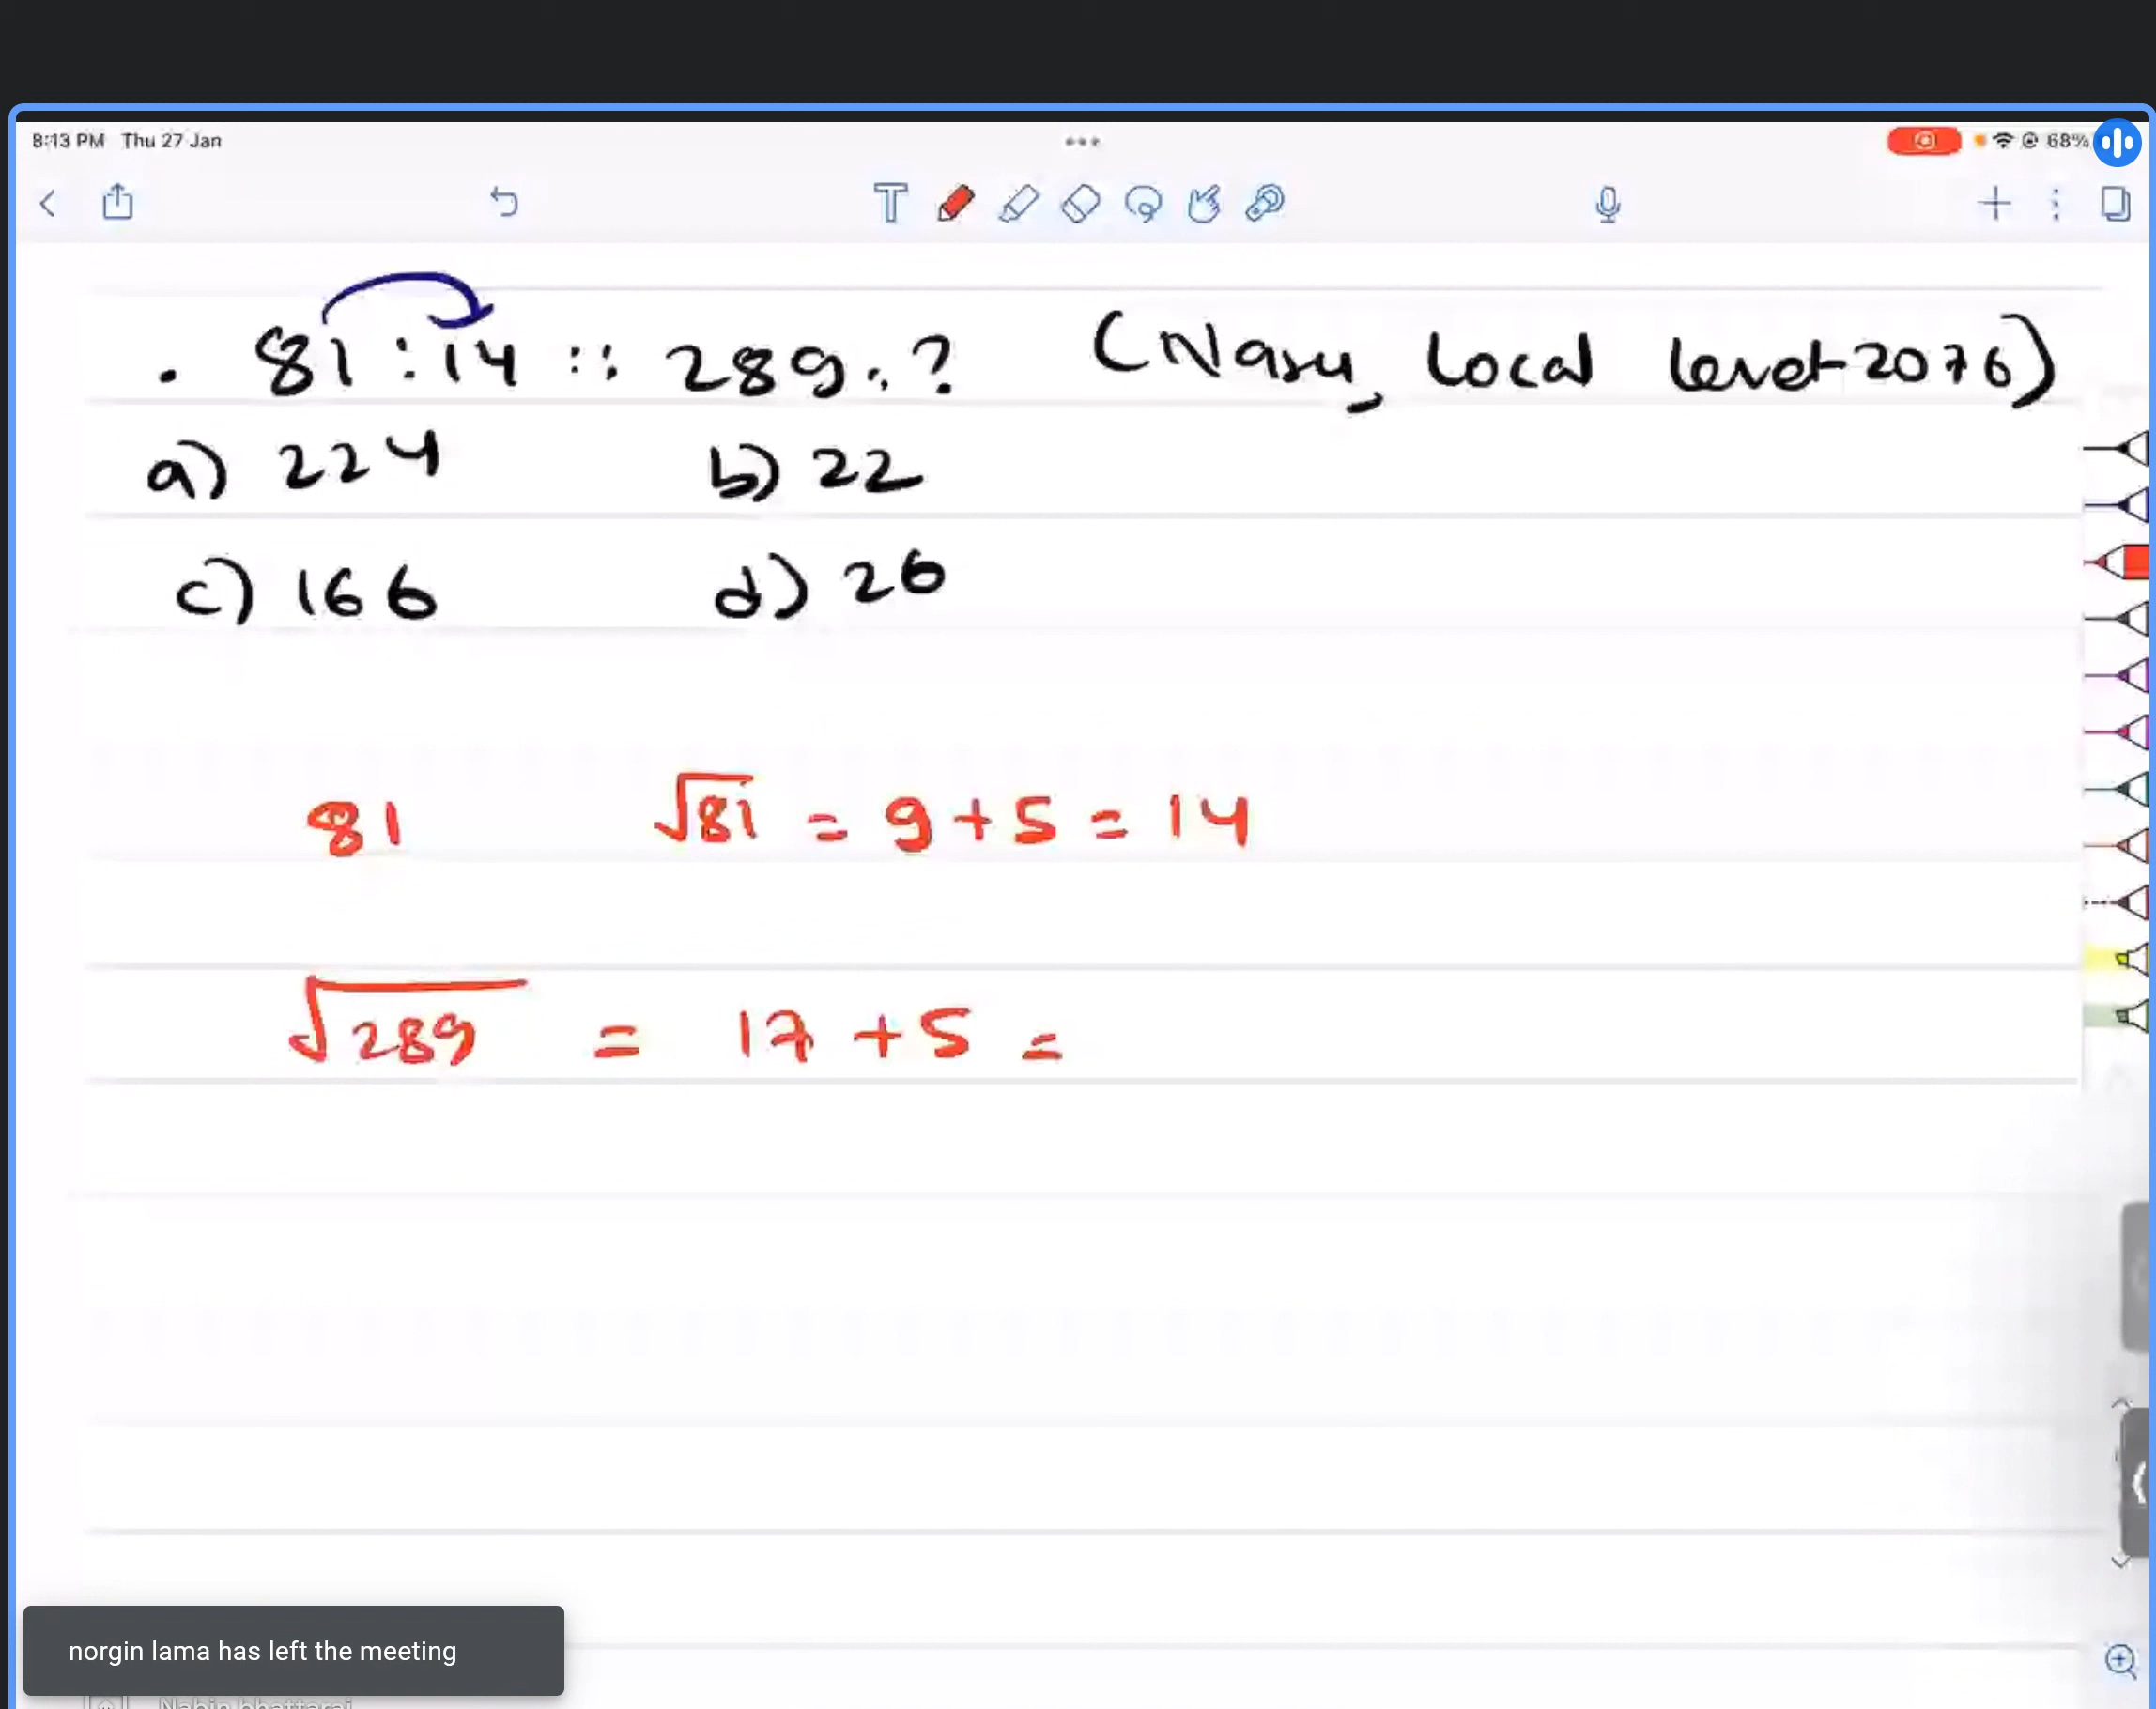 8:13 PM Thu 27 Jan
68%
. 81 : 14 :: 289 : ? (Nasu, Local level-2076)
a) 224 b) 22
c) 166 d) 26
81 √81 = 9 + 5 = 14
√289 = 17 + 5 =
norgin lama has left the meeting